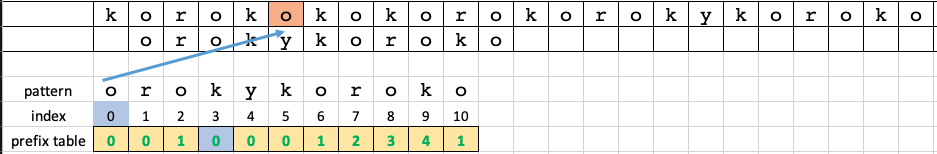 k o r o k o k o k o r o k o r o k y k o r o k o
o r o k y k o r o k o
pattern o r o k y k o r o k o
index 0 1 2 3 4 5 6 7 8 9 10
prefix table 0 0 1 0 0 0 1 2 3 4 1